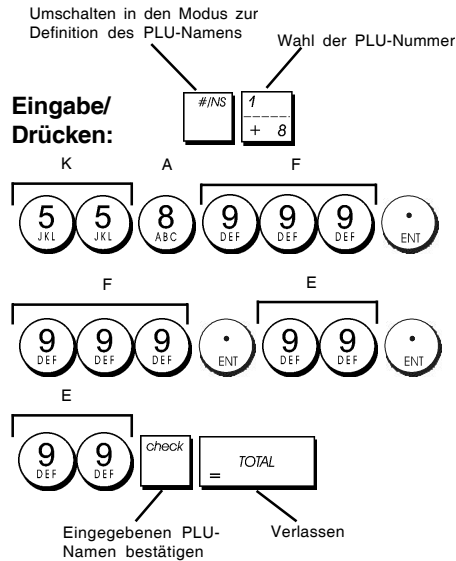 Umschalten in den Modus zur
Definition des PLU-Namens
Wahl der PLU-Nummer
Eingabe/
Drücken:
#/NS 1
+ 8
K A F
5 5 8 9 9 9 •
JKL JKL ABC DEF DEF DEF ENT
F E
9 9 9 • 9 9 •
DEF DEF DEF ENT DEF DEF ENT
E
9 9 check = TOTAL
DEF DEF
Eingegebenen PLU-
Namen bestätigen
Verlassen